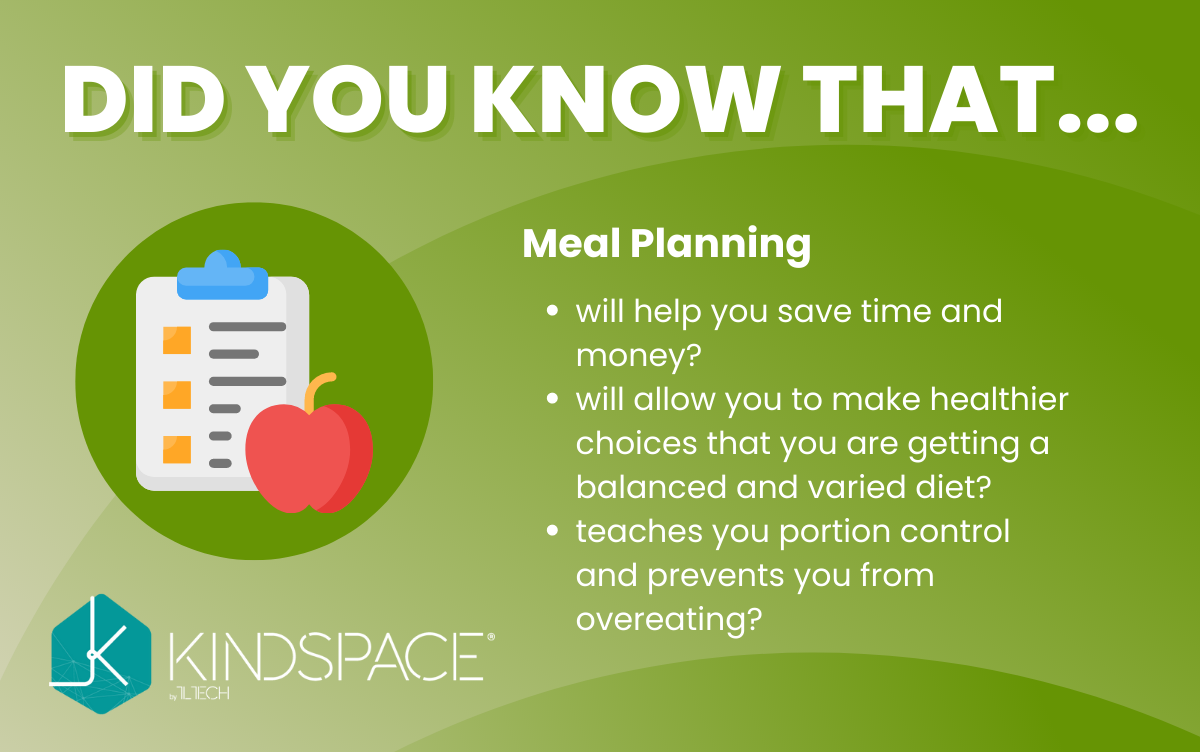 DID YOU KNOW THAT...
Meal Planning
• will help you save time and
money?
• will allow you to make healthier
choices that you are getting a
balanced and varied diet?
• teaches you portion control
and prevents you from
overeating?
KINDSPACE®
by TLTECH